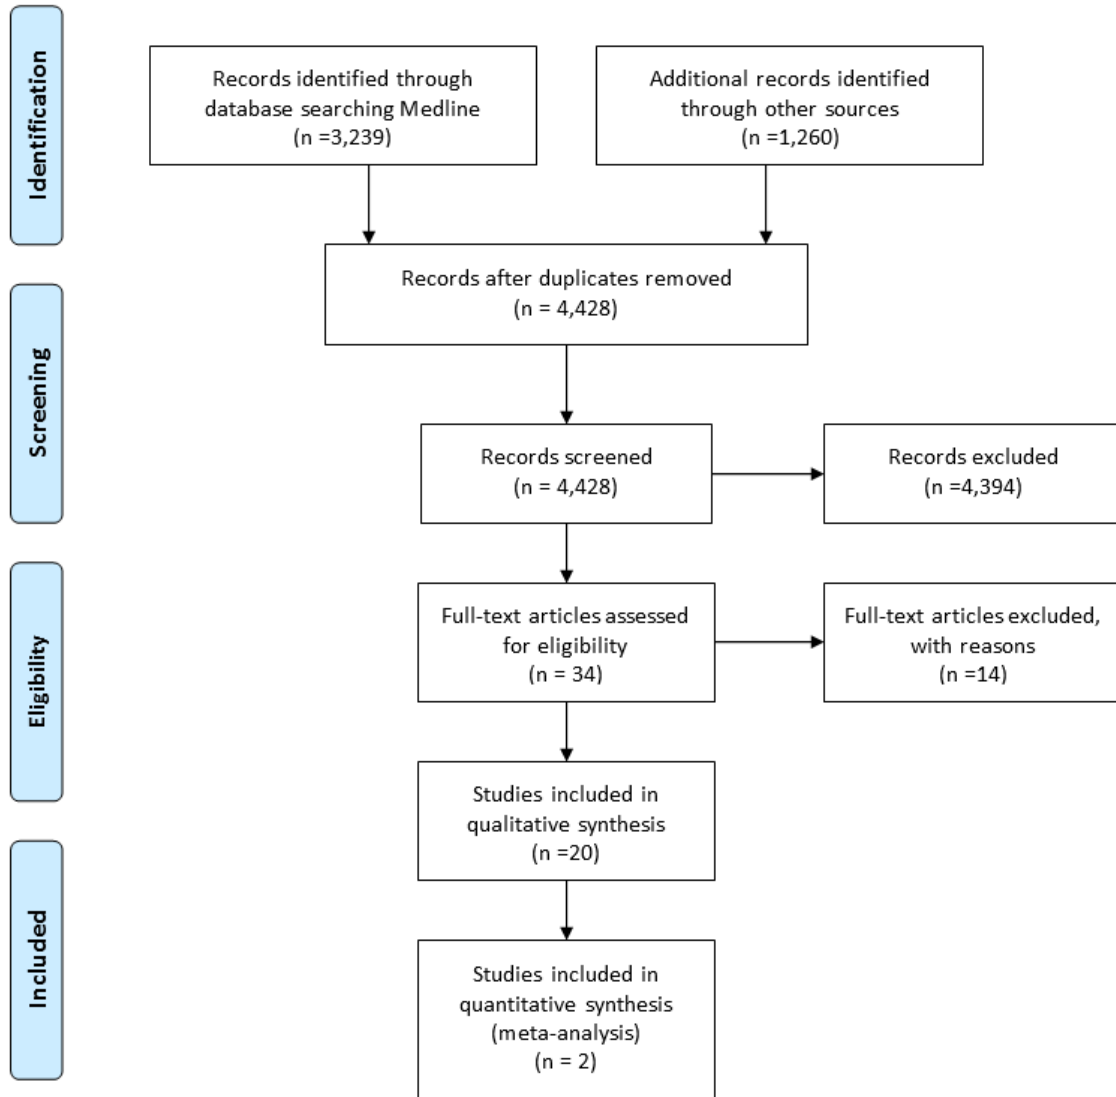 Identification
Records identified through
database searching Medline
(n =3,239)
Additional records identified
through other sources
(n =1,260)
Records after duplicates removed
(n = 4,428)
Screening
Records screened
(n = 4,428)
Records excluded
(n =4,394)
Eligibility
Full-text articles assessed
for eligibility
(n = 34)
Full-text articles excluded,
with reasons
(n =14)
Studies included in
qualitative synthesis
(n =20)
Included
Studies included in
quantitative synthesis
(meta-analysis)
(n = 2)